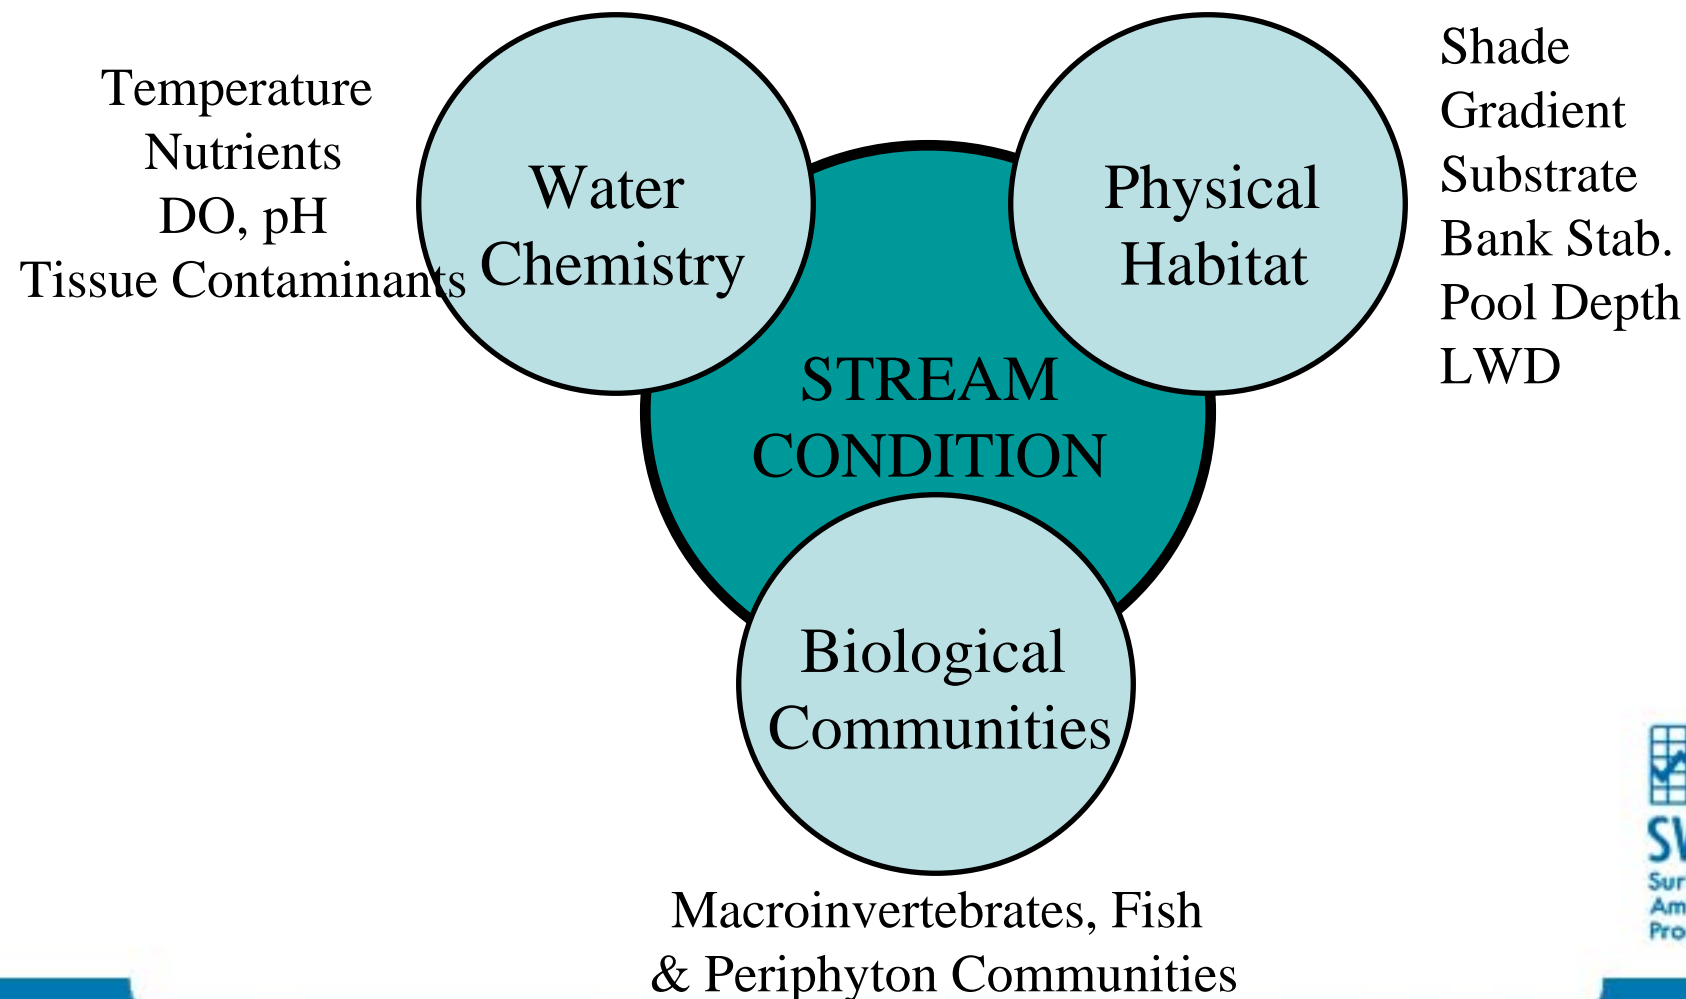 Temperature
Nutrients
DO, pH
Tissue Contaminants
Water
Chemistry
Physical
Habitat
Shade
Gradient
Substrate
Bank Stab.
Pool Depth
LWD
STREAM
CONDITION
Biological
Communities
Macroinvertebrates, Fish
& Periphyton Communities